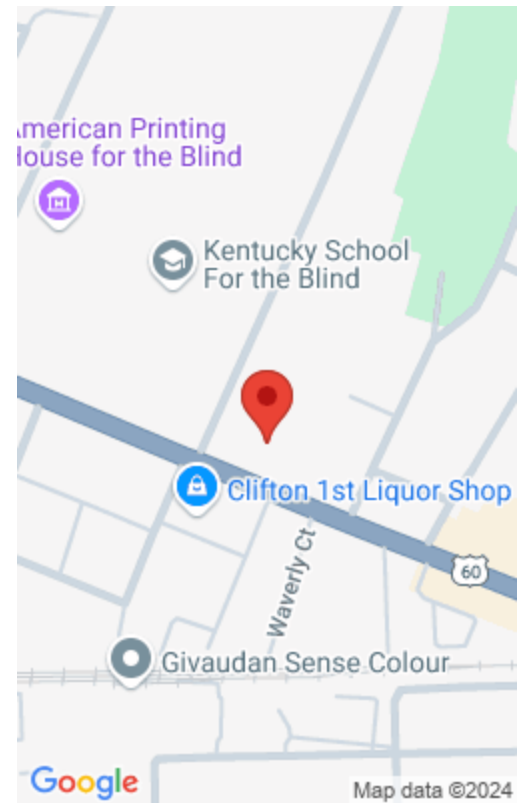 American Printing
House for the Blind
Kentucky School
For the Blind
Clifton 1st Liquor Shop
60
Waverly Ct
Givaudan Sense Colour
Google
Map data ©2024